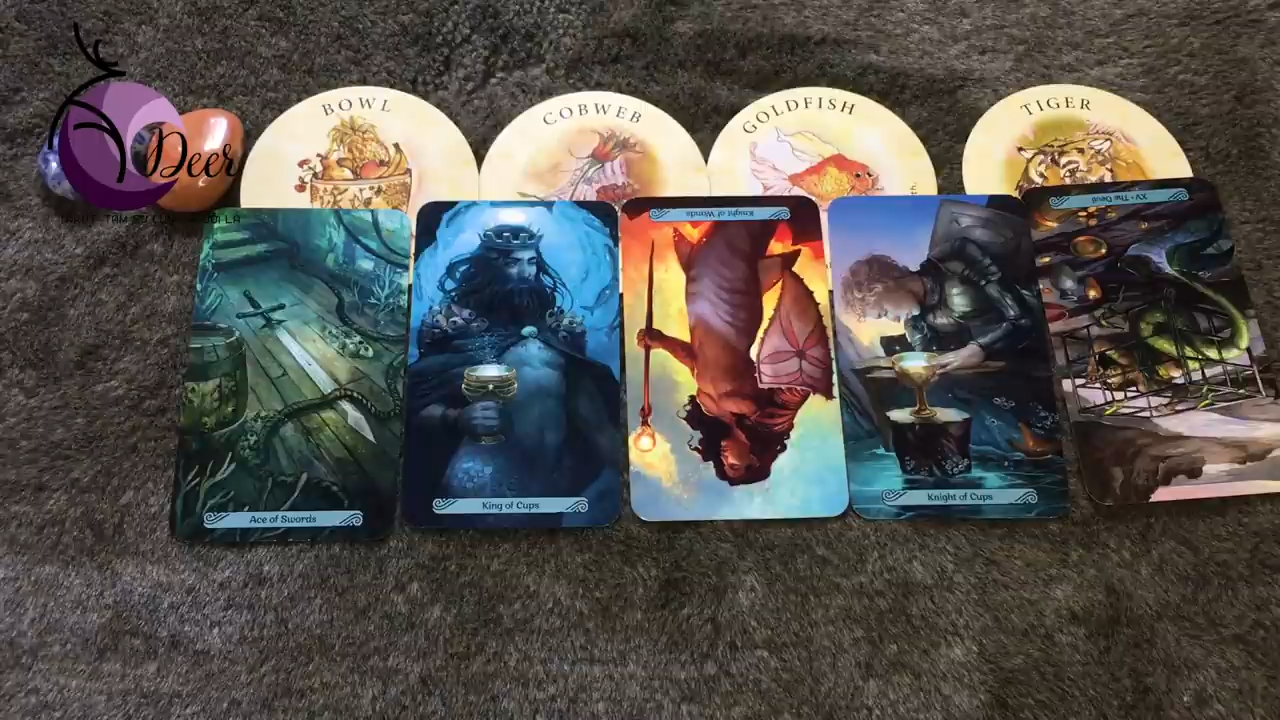 Deer
BOWL
COBWEB
GOLDFISH
TIGER
Ace of Swords
King of Cups
Knight of Wands
Knight of Cups
XV • The Devil